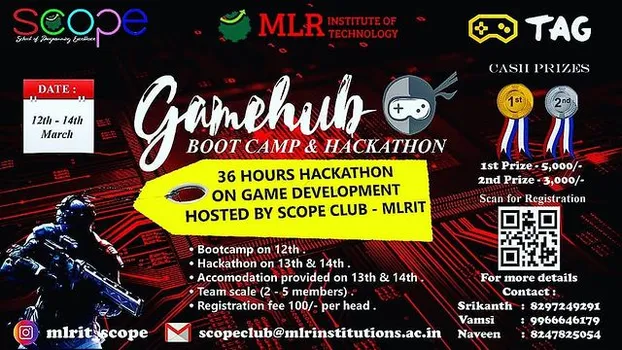 scope
School of Programming Excellence
MLR INSTITUTE OF
TECHNOLOGY
TAG
CASH PRIZES
DATE :
12th - 14th
March
1st
2nd
Gamehub
BOOT CAMP & HACKATHON
1st Prize - 5,000/-
2nd Prize - 3,000/-
36 HOURS HACKATHON
ON GAME DEVELOPMENT
HOSTED BY SCOPE CLUB - MLRIT
Scan for Registration
• Bootcamp on 12th .
• Hackathon on 13th & 14th .
• Accomodation provided on 13th & 14th .
• Team scale (2 - 5 members) .
• Registration fee 100/- per head .
For more details
Contact :
Srikanth : 8297249291
Vamsi : 9966646179
Naveen : 8247825054
mlrit_scope
scopeclub@mlrinstitutions.ac.in